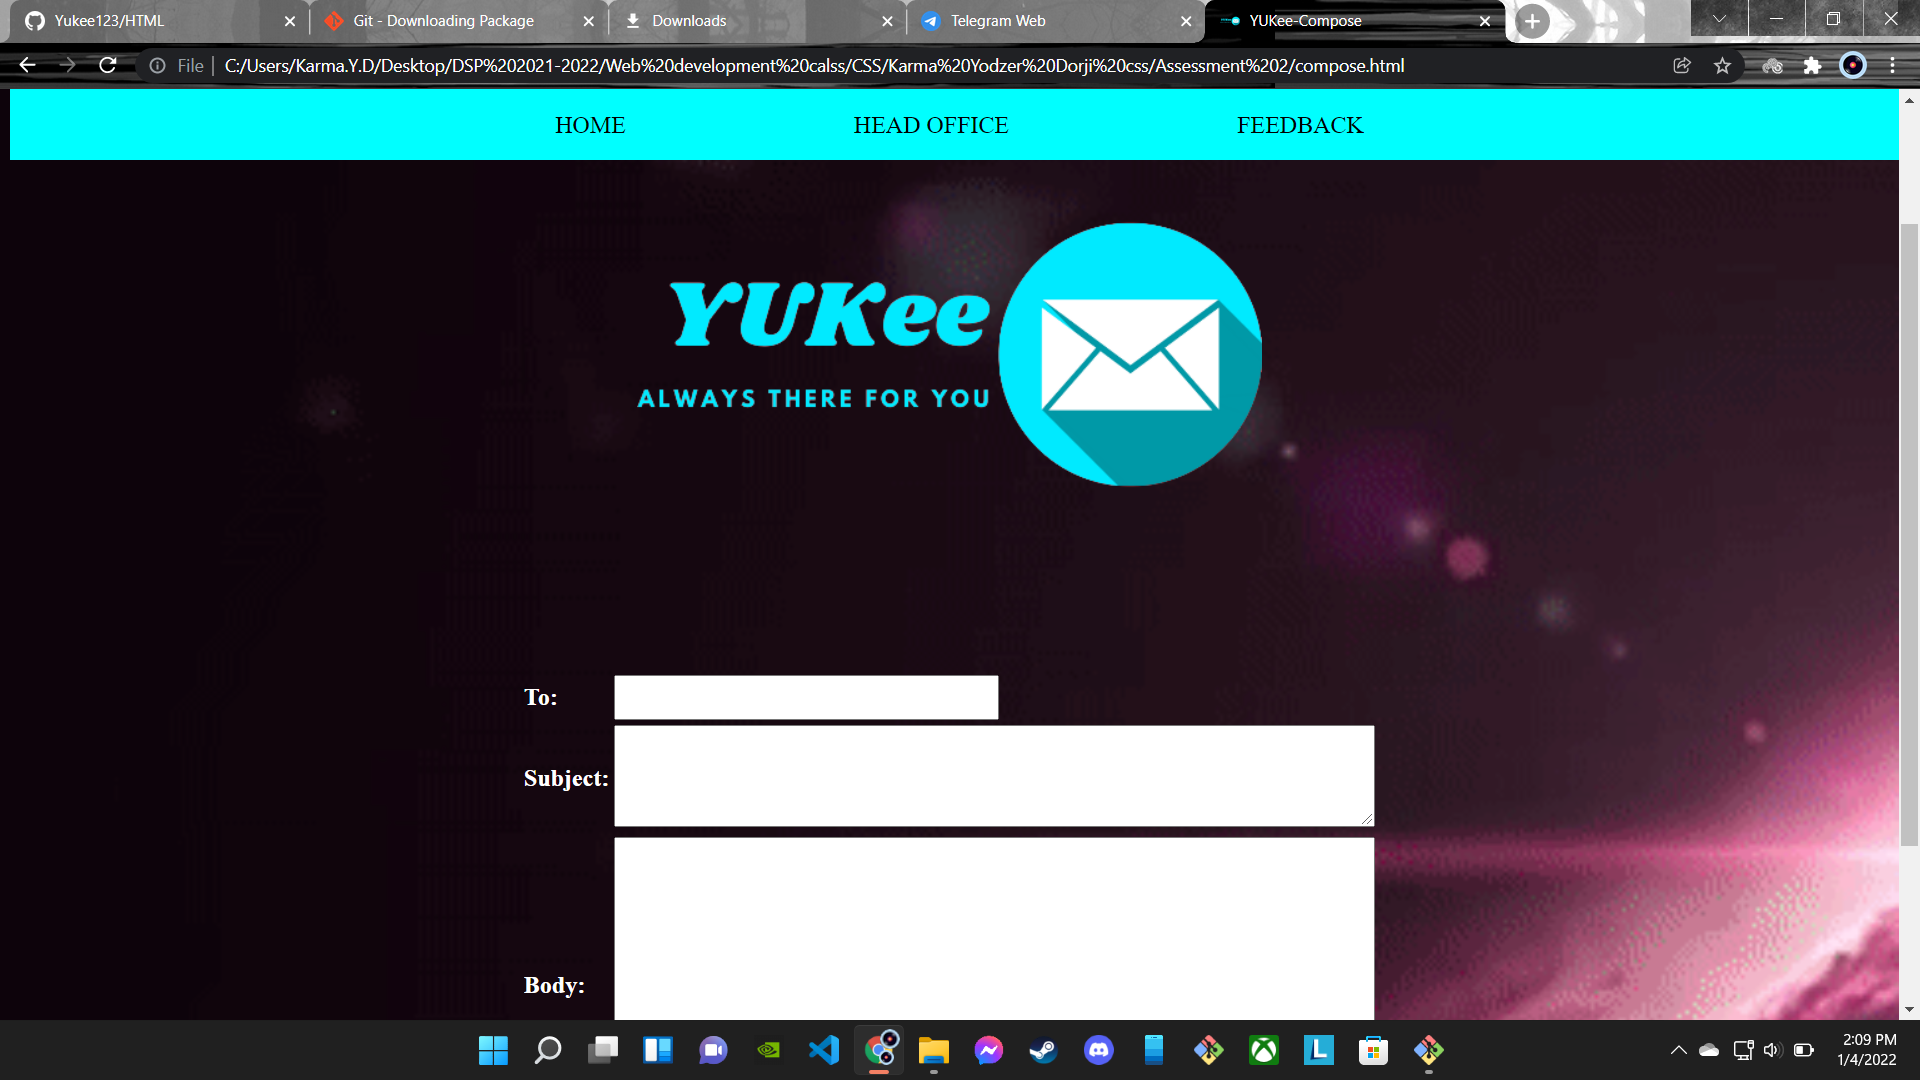 Yukee123/HTML
Git - Downloading Package
Downloads
Telegram Web
YUKee-Compose
File
C:/Users/Karma.Y.D/Desktop/DSP%202021-2022/Web%20development%20calss/CSS/Karma%20Yodzer%20Dorji%20css/Assessment%202/compose.html
HOME
HEAD OFFICE
FEEDBACK
YUKee
ALWAYS THERE FOR YOU
To:
Subject:
Body:
L
2:09 PM
1/4/2022